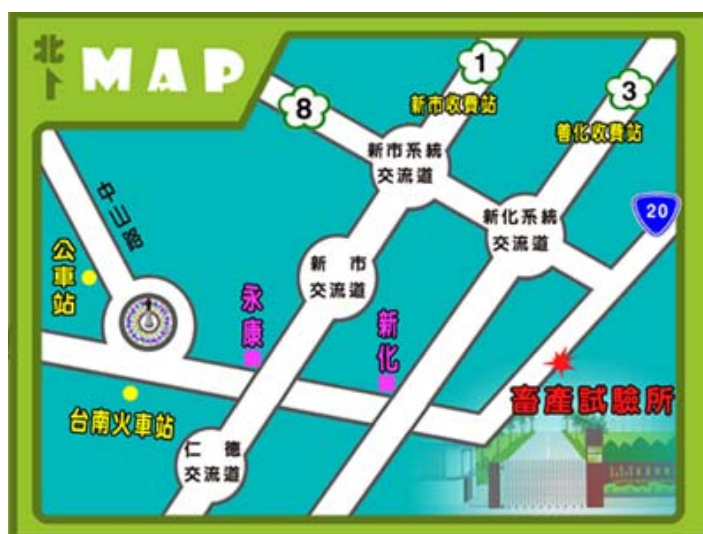 北
MAP
1
新市收費站
8
3
善化收費站
新市系統
交流道
中山路
新化系統
交流道
20
公車站
新市
交流道
永康
新化
台南火車站
畜產試驗所
仁德
交流道